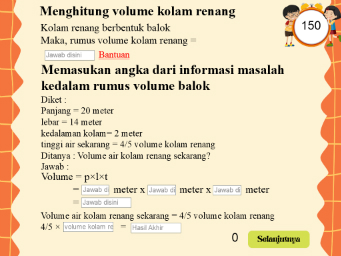 Menghitung volume kolam renang
150
Kolam renang berbentuk balok
Maka, rumus volume kolam renang =
Jawab disini Bantuan
Memasukan angka dari informasi masalah
kedalam rumus volume balok
Diket :
Panjang = 20 meter
lebar = 14 meter
kedalaman kolam= 2 meter
tinggi air sekarang = 4/5 volume kolam renang
Ditanya : Volume air kolam renang sekarang?
Jawab :
Volume = p×l×t
= Jawab di meter x Jawab di meter x Jawab di meter
= Jawab disini
Volume air kolam renang sekarang = 4/5 volume kolam renang
4/5 × volume kolam re = Hasil Akhir
0 Selanjutnya